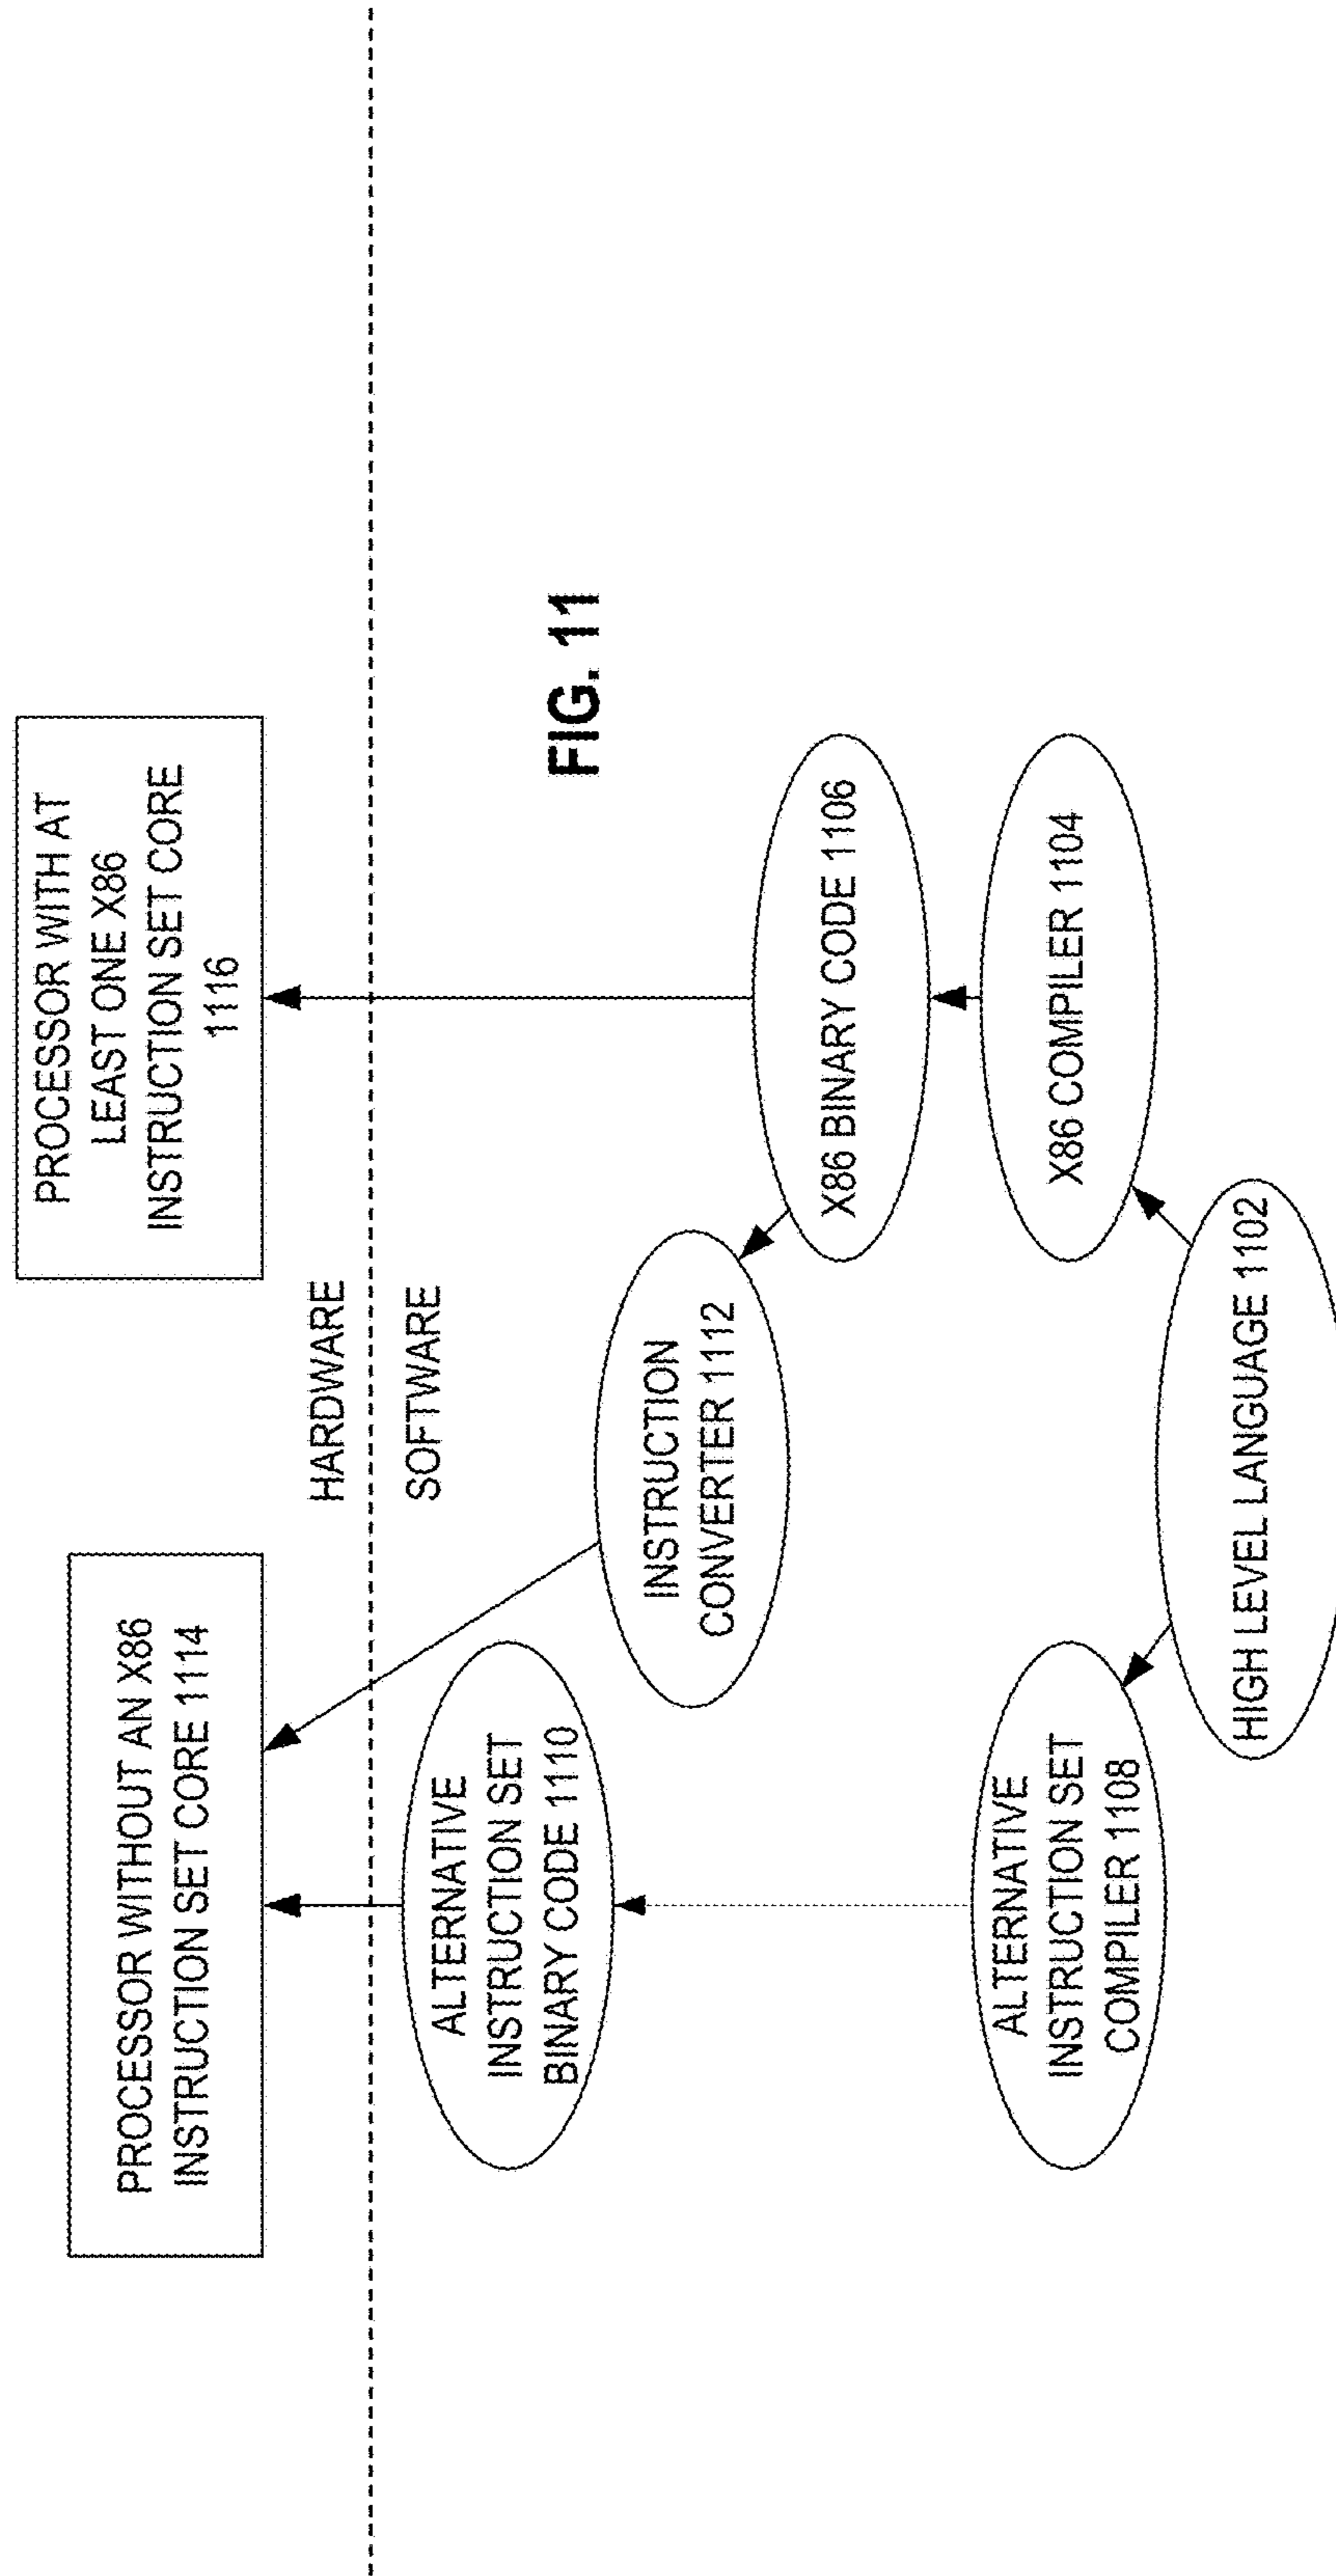 PROCESSOR WITHOUT AN X86
INSTRUCTION SET CORE 1114
PROCESSOR WITH AT
LEAST ONE X86
INSTRUCTION SET CORE
1116
HARDWARE
SOFTWARE
ALTERNATIVE
INSTRUCTION SET
BINARY CODE 1110
INSTRUCTION
CONVERTER 1112
FIG. 11
X86 BINARY CODE 1106
ALTERNATIVE
INSTRUCTION SET
COMPILER 1108
X86 COMPILER 1104
HIGH LEVEL LANGUAGE 1102